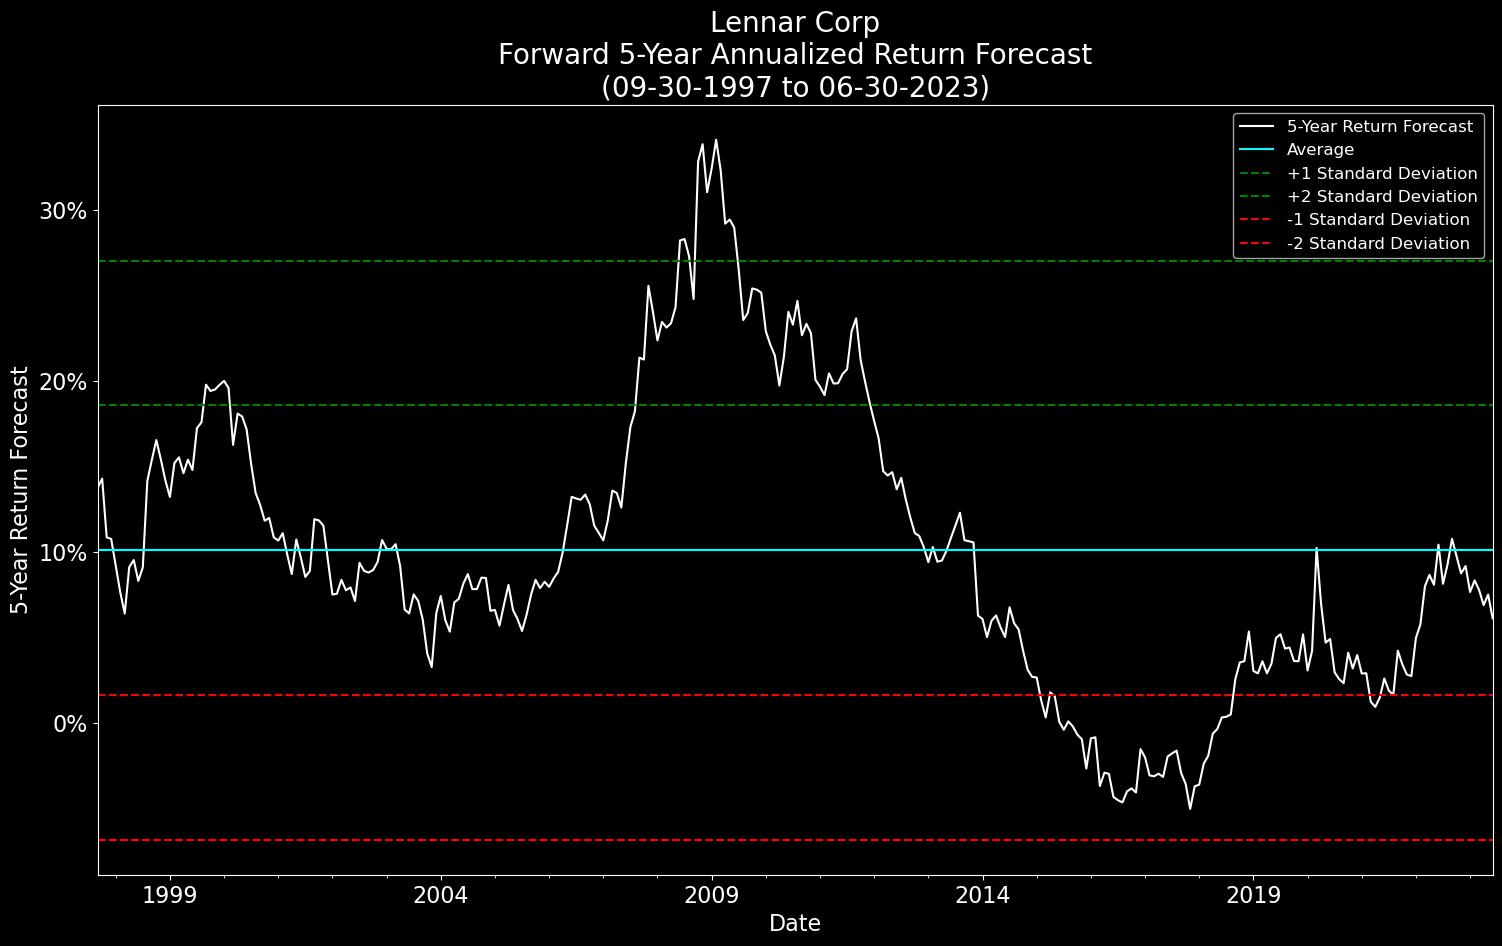 Lennar Corp
Forward 5-Year Annualized Return Forecast
(09-30-1997 to 06-30-2023)
5-Year Return Forecast
Average
+1 Standard Deviation
+2 Standard Deviation
-1 Standard Deviation
-2 Standard Deviation
30%
20%
10%
0%
5-Year Return Forecast
1999
2004
2009
2014
2019
Date